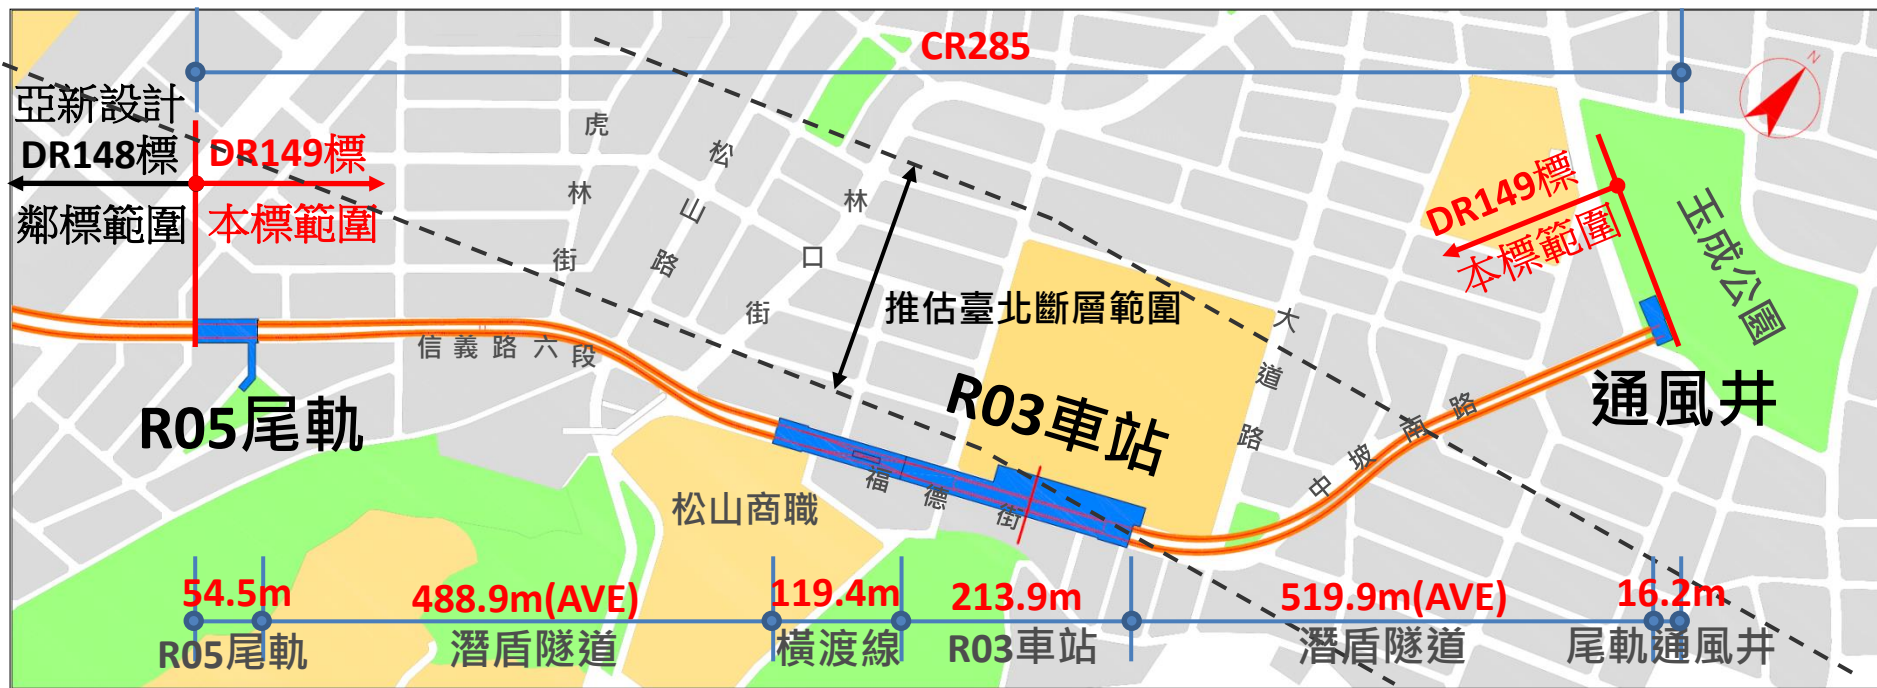 CR285
N
亞新設計
DR148標
鄰標範圍
DR149標
本標範圍
虎林街
松山路
林口街
推估臺北斷層範圍
大道路
DR149標
本標範圍
玉成公園
信義路六段
R05尾軌
R03車站
通風井
中坡南路
福德街
松山商職
54.5m
488.9m(AVE)
119.4m
213.9m
519.9m(AVE)
16.2m
R05尾軌
潛盾隧道
橫渡線
R03車站
潛盾隧道
尾軌通風井